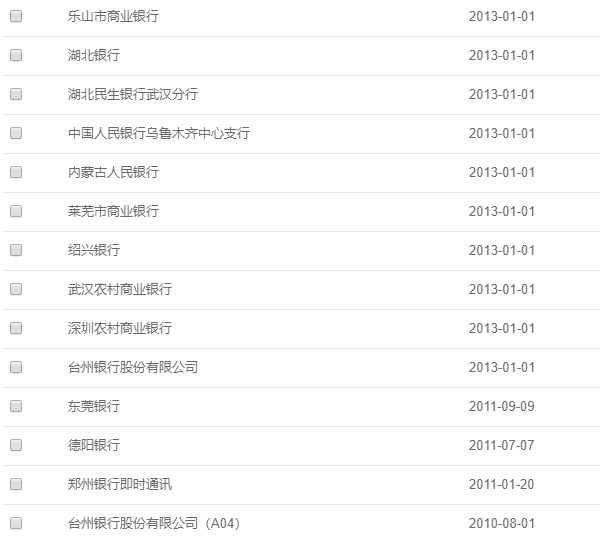 乐山市商业银行 2013-01-01
湖北银行 2013-01-01
湖北民生银行武汉分行 2013-01-01
中国人民银行乌鲁木齐中心支行 2013-01-01
内蒙古人民银行 2013-01-01
莱芜市商业银行 2013-01-01
绍兴银行 2013-01-01
武汉农村商业银行 2013-01-01
深圳农村商业银行 2013-01-01
台州银行股份有限公司 2013-01-01
东莞银行 2011-09-09
德阳银行 2011-07-07
郑州银行即时通讯 2011-01-20
台州银行股份有限公司（A04） 2010-08-01